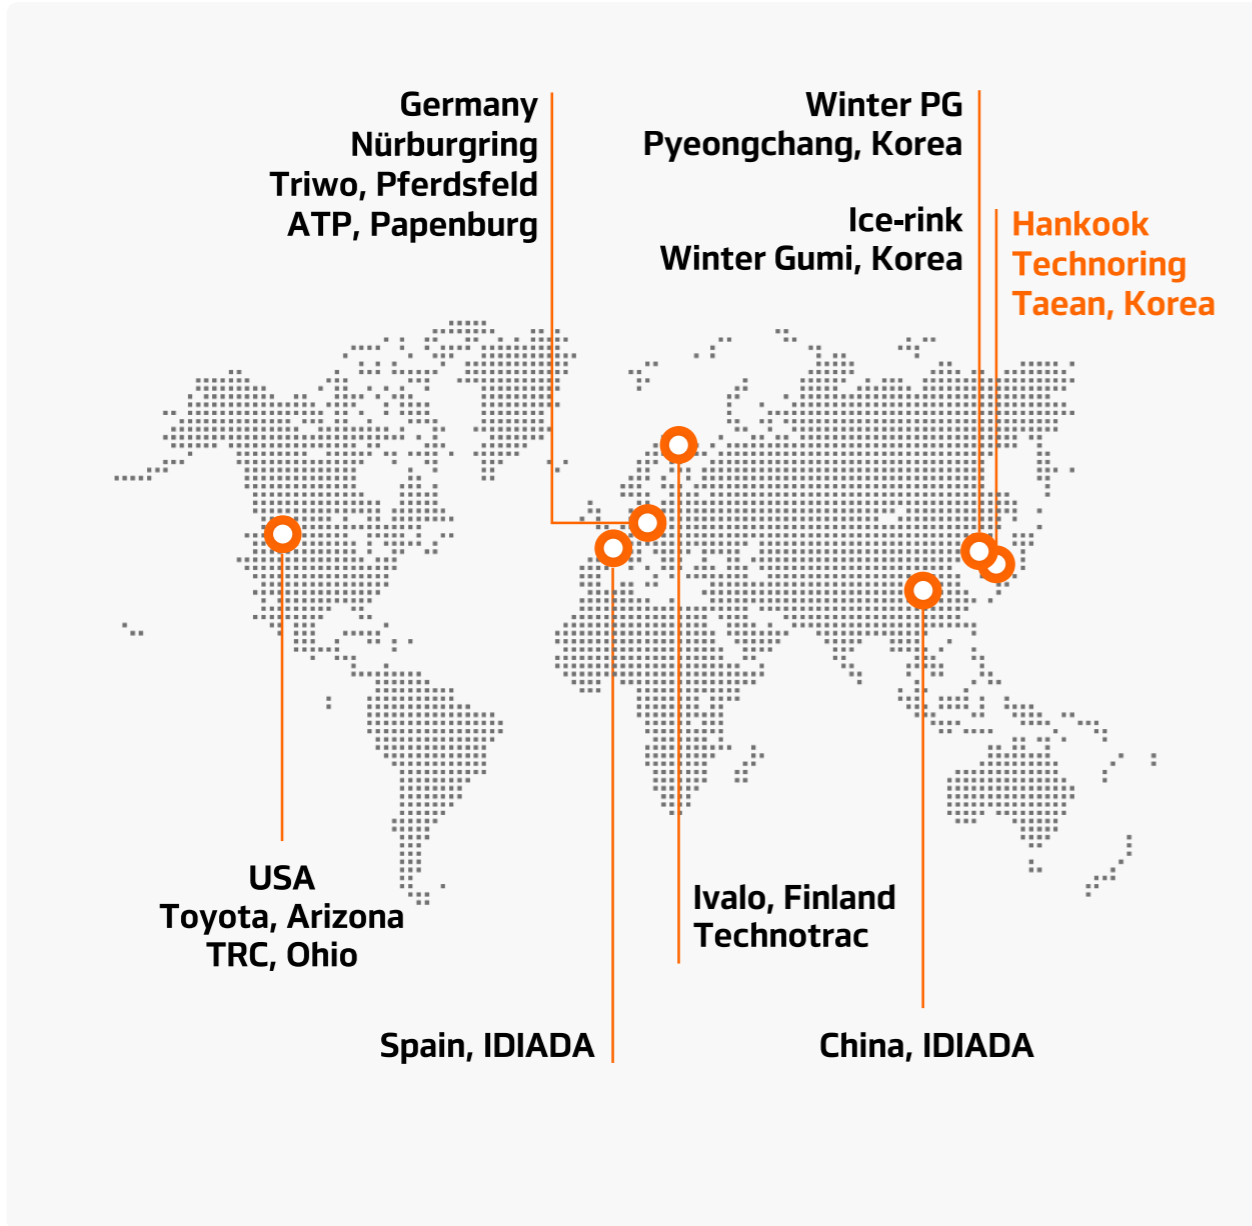 Germany
Nürburgring
Triwo, Pferdsfeld
ATP, Papenburg
Winter PG
Pyeongchang, Korea
Ice-rink
Winter Gumi, Korea
Hankook
Technoring
Taean, Korea
USA
Toyota, Arizona
TRC, Ohio
Ivalo, Finland
Technotrac
Spain, IDIADA
China, IDIADA